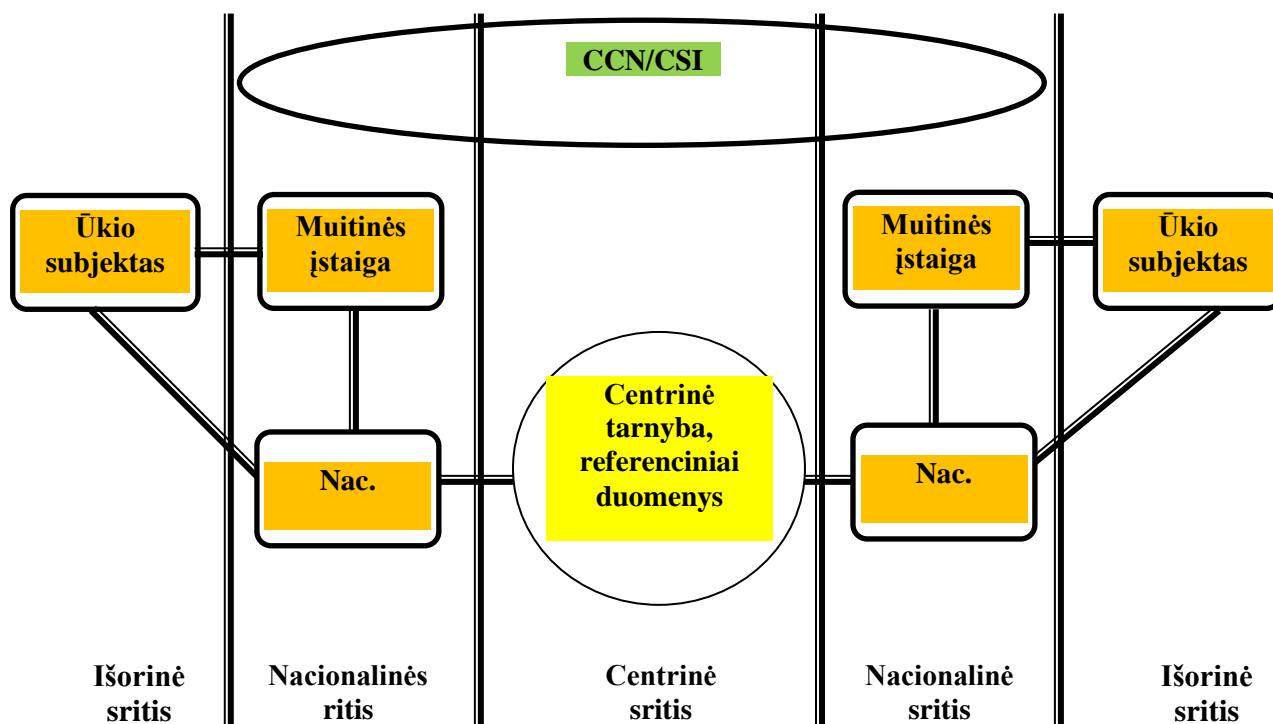 CCN/CSI
Ūkio
subjektas
Muitinės
įstaiga
Muitinės
įstaiga
Ūkio
subjektas
Centrinė
tarnyba,
referenciniai
duomenys
Nac.
Nac.
Išorinė
sritis
Nacionalinės
ritis
Centrinė
sritis
Nacionalinė
sritis
Išorinė
sritis